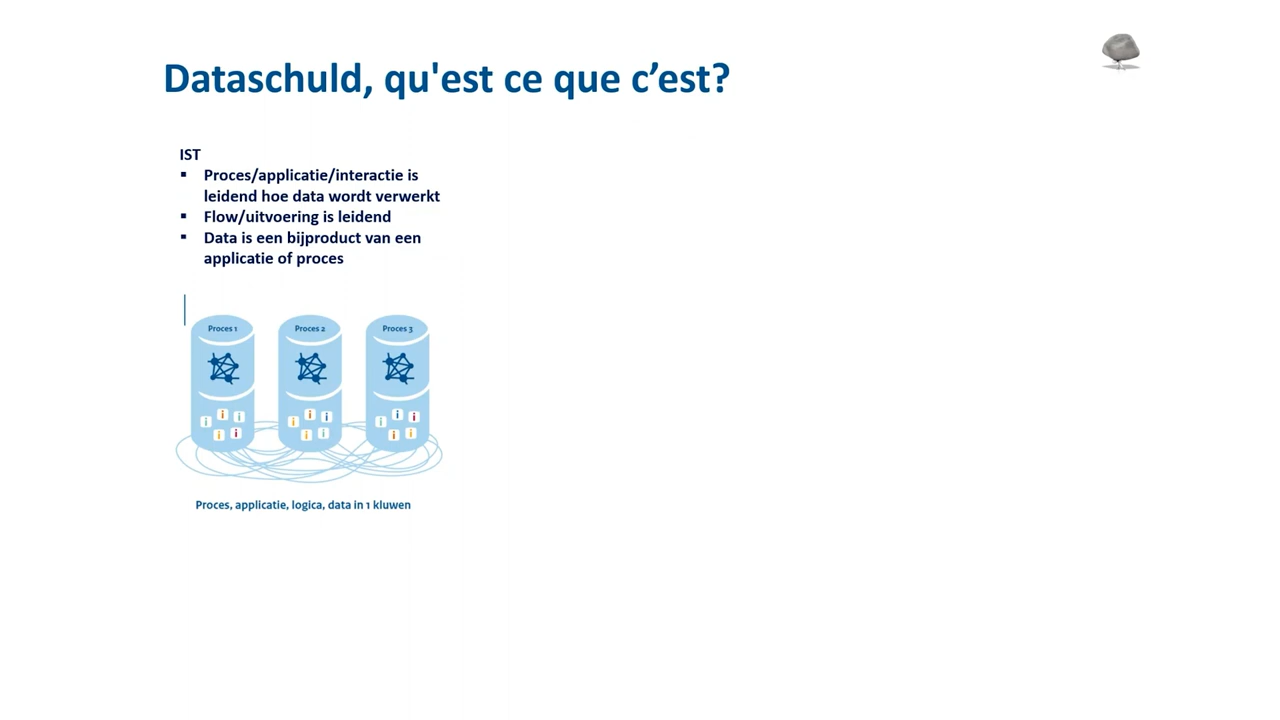 Dataschuld, qu'est ce que c’est?
IST
▪ Proces/applicatie/interactie is
leidend hoe data wordt verwerkt
▪ Flow/uitvoering is leidend
▪ Data is een bijproduct van een
applicatie of proces
Proces 1
Proces 2
Proces 3
i i i i i
i i i i i
i i i i i
Proces, applicatie, logica, data in 1 kluwen